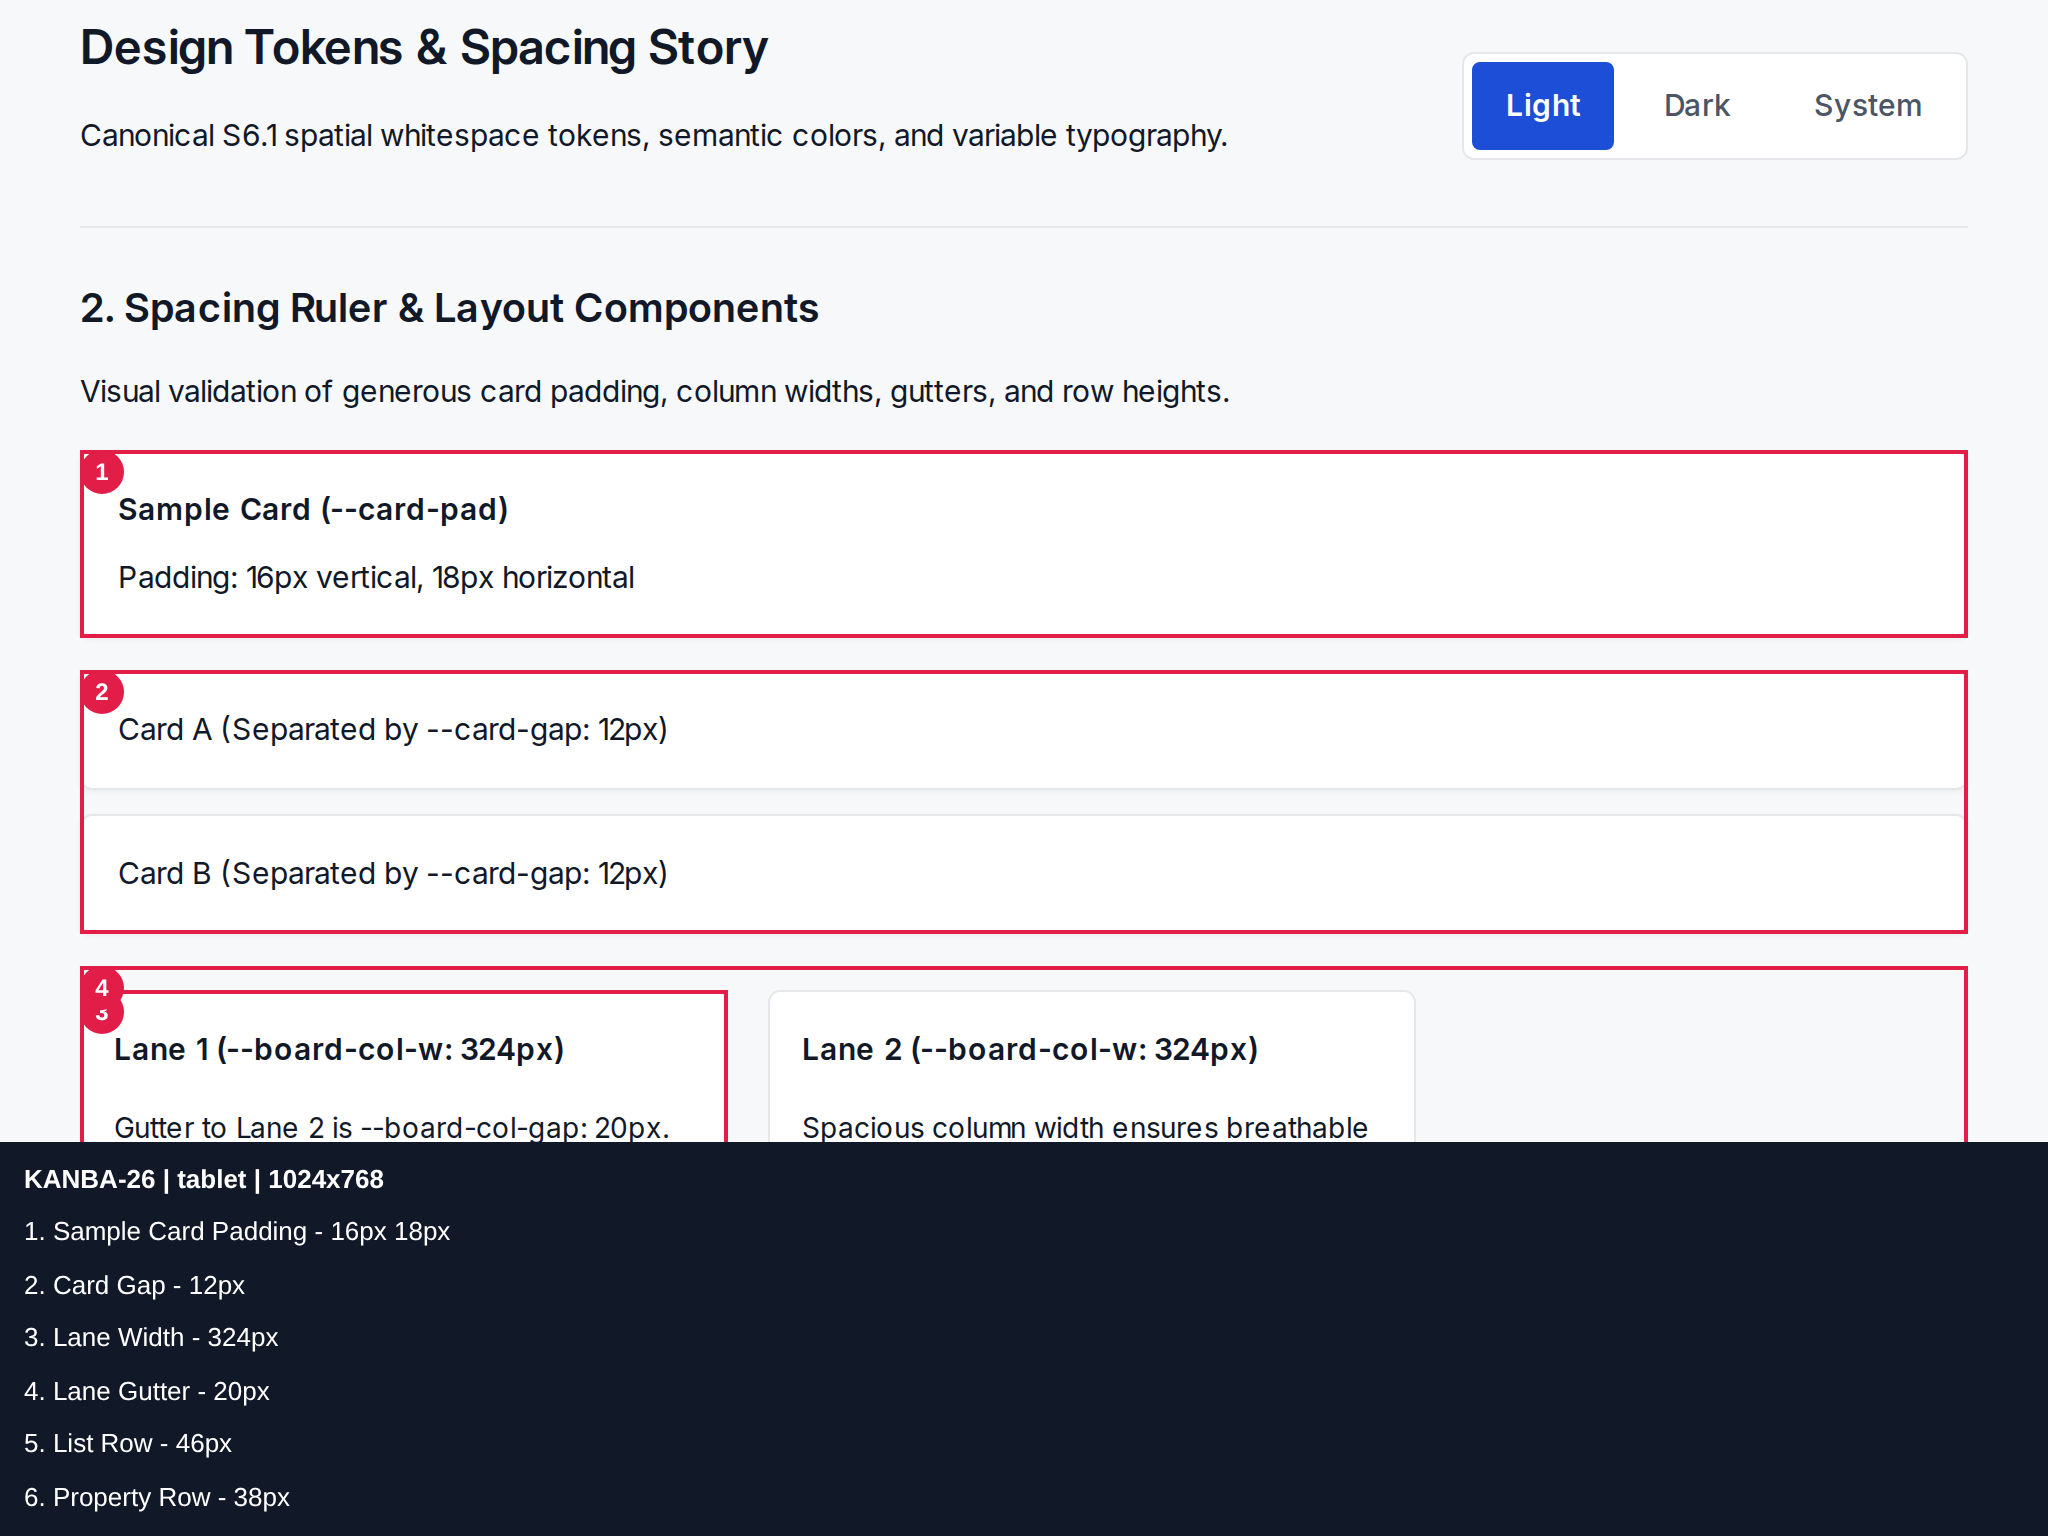 Design Tokens & Spacing Story
Canonical S6.1 spatial whitespace tokens, semantic colors, and variable typography.
Light Dark System
2. Spacing Ruler & Layout Components
Visual validation of generous card padding, column widths, gutters, and row heights.
1
Sample Card (--card-pad)
Padding: 16px vertical, 18px horizontal
2
Card A (Separated by --card-gap: 12px)
Card B (Separated by --card-gap: 12px)
4
3
Lane 1 (--board-col-w: 324px)
Gutter to Lane 2 is --board-col-gap: 20px.
Lane 2 (--board-col-w: 324px)
Spacious column width ensures breathable
KANBA-26 | tablet | 1024x768
1. Sample Card Padding - 16px 18px
2. Card Gap - 12px
3. Lane Width - 324px
4. Lane Gutter - 20px
5. List Row - 46px
6. Property Row - 38px